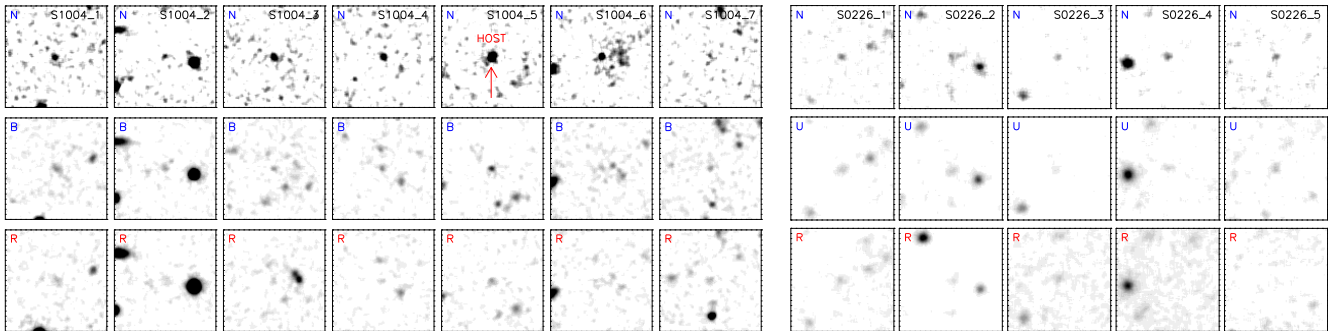 N S1004_1 N S1004_2 N S1004_3 N S1004_4 N S1004_5 N S1004_6 N S1004_7 N S0226_1 N S0226_2 N S0226_3 N S0226_4 N S0226_5
HOST
B B B B B B B U U U U U
R R R R R R R R R R R R